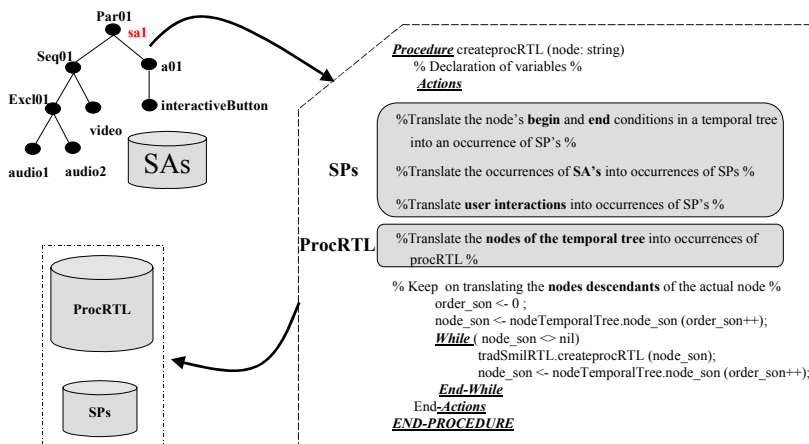 Par01
sa1
Seq01
a01
Excl01
interactiveButton
video
audio1
audio2
SAs
ProcRTL
SPs
Procedure createprocRTL (node: string)
% Declaration of variables %
Actions
SPs
%Translate the node's begin and end conditions in a temporal tree
into an occurrence of SP's %
%Translate the occurrences of SA's into occurrences of SPs %
%Translate user interactions into occurrences of SP's %
ProcRTL
%Translate the nodes of the temporal tree into occurrences of
procRTL %
% Keep on translating the nodes descendants of the actual node %
order_son <- 0 ;
node_son <- nodeTemporalTree.node_son (order_son++);
While ( node_son <> nil)
tradSmilRTL.createprocRTL (node_son);
node_son <- nodeTemporalTree.node_son (order_son++);
End-While
End-Actions
END-PROCEDURE